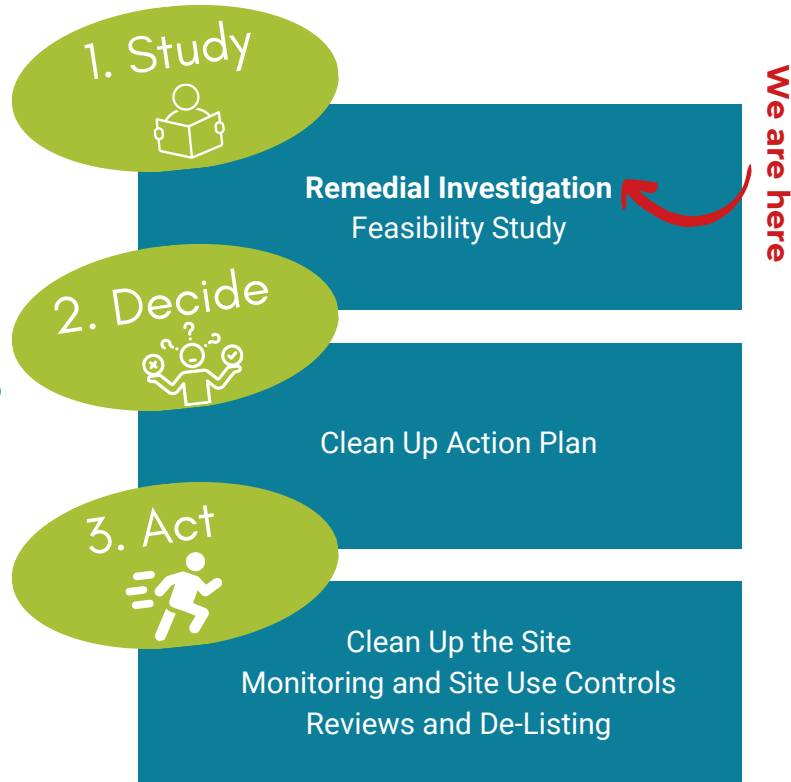 1. Study
We are here
Remedial Investigation
Feasibility Study
2. Decide
? ? ?
Clean Up Action Plan
3. Act
Clean Up the Site
Monitoring and Site Use Controls
Reviews and De-Listing